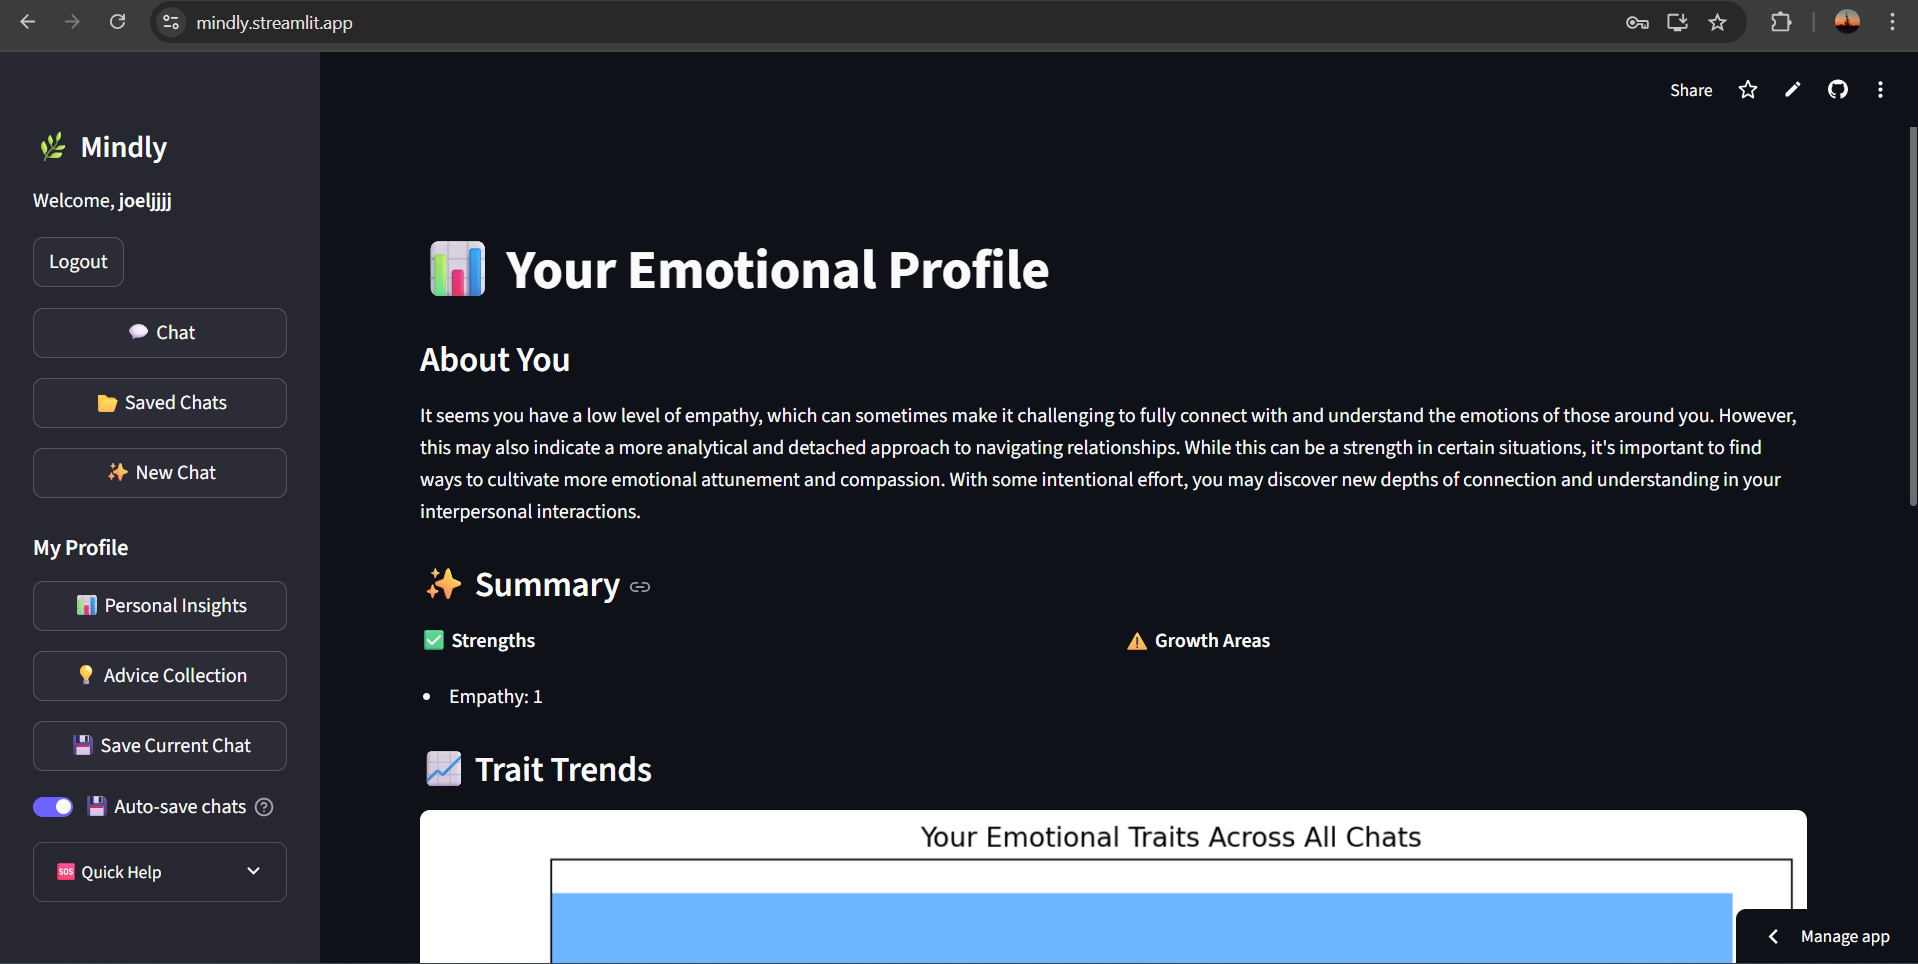 mindly.streamlit.app
Share
Mindly
Welcome, joeljjjj
Logout
Chat
Saved Chats
New Chat
My Profile
Personal Insights
Advice Collection
Save Current Chat
Auto-save chats
SOS Quick Help
Your Emotional Profile
About You
It seems you have a low level of empathy, which can sometimes make it challenging to fully connect with and understand the emotions of those around you. However,
this may also indicate a more analytical and detached approach to navigating relationships. While this can be a strength in certain situations, it's important to find
ways to cultivate more emotional attunement and compassion. With some intentional effort, you may discover new depths of connection and understanding in your
interpersonal interactions.
Summary
Strengths
Growth Areas
Empathy: 1
Trait Trends
Your Emotional Traits Across All Chats
Manage app